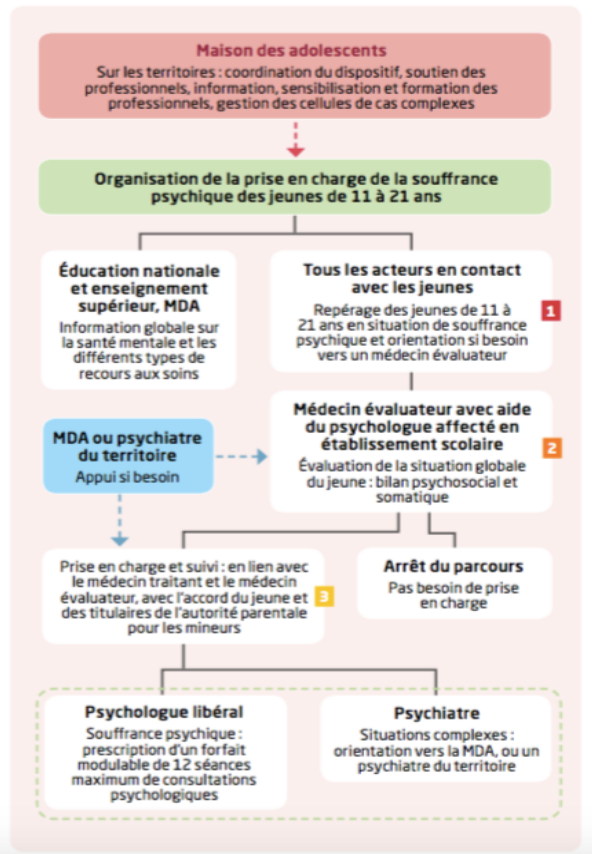 Maison des adolescents
Sur les territoires : coordination du dispositif, soutien des
professionnels, information, sensibilisation et formation des
professionnels, gestion des cellules de cas complexes
Organisation de la prise en charge de la souffrance
psychique des jeunes de 11 à 21 ans
Éducation nationale
et enseignement
supérieur, MDA
Information globale sur
la santé mentale et les
différents types de
recours aux soins
Tous les acteurs en contact
avec les jeunes
Repérage des jeunes de 11 à
21 ans en situation de souffrance
psychique et orientation si besoin
vers un médecin évaluateur
1
MDA ou psychiatre
du territoire
Appui si besoin
Médecin évaluateur avec aide
du psychologue affecté en
établissement scolaire
Évaluation de la situation globale
du jeune : bilan psychosocial et
somatique
2
Prise en charge et suivi : en lien avec
le médecin traitant et le médecin
évaluateur, avec l'accord du jeune et
des titulaires de l'autorité parentale
pour les mineurs
3
Arrêt du parcours
Pas besoin de prise
en charge
Psychologue libéral
Souffrance psychique :
prescription d'un forfait
modulable de 12 séances
maximum de consultations
psychologiques
Psychiatre
Situations complexes :
orientation vers la MDA, ou un
psychiatre du territoire